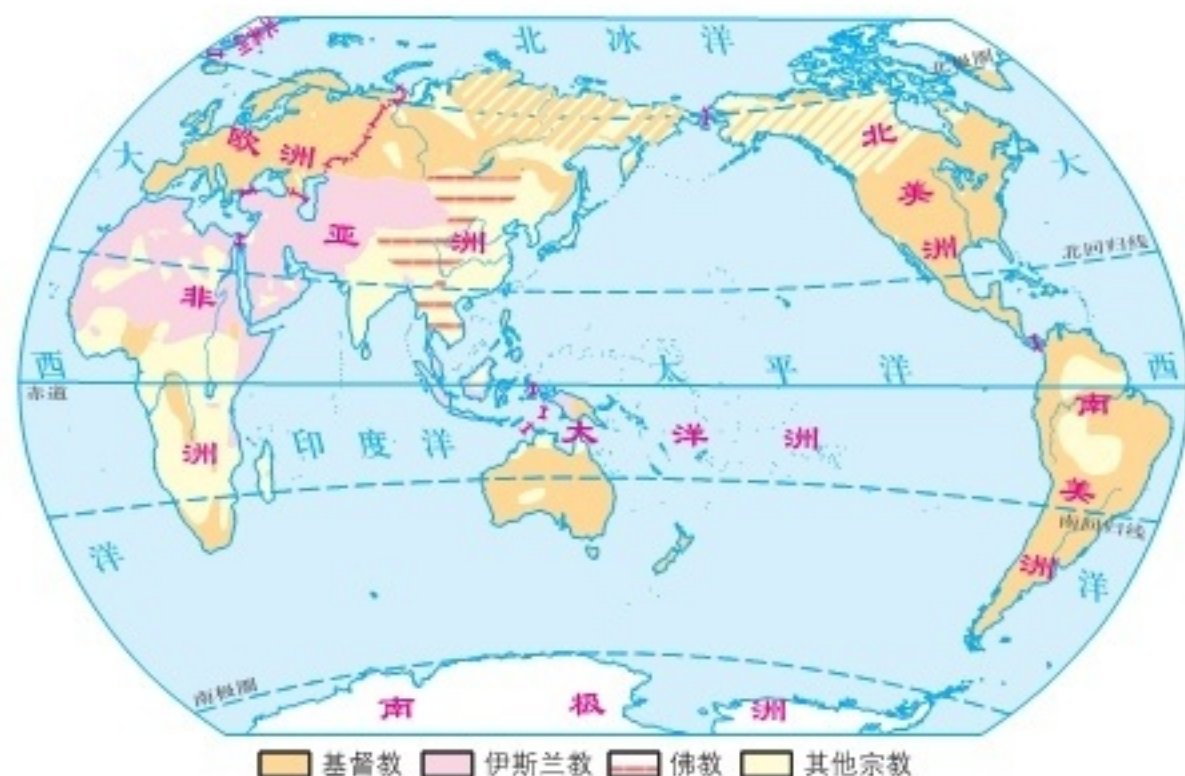 北冰洋
北极圈
欧洲
北美洲
大西洋
大西洋
亚洲
北回归线
非洲
太平洋
赤道
印度洋
大洋洲
南美洲
南回归线
南极圈
南极洲
基督教 伊斯兰教 佛教 其他宗教